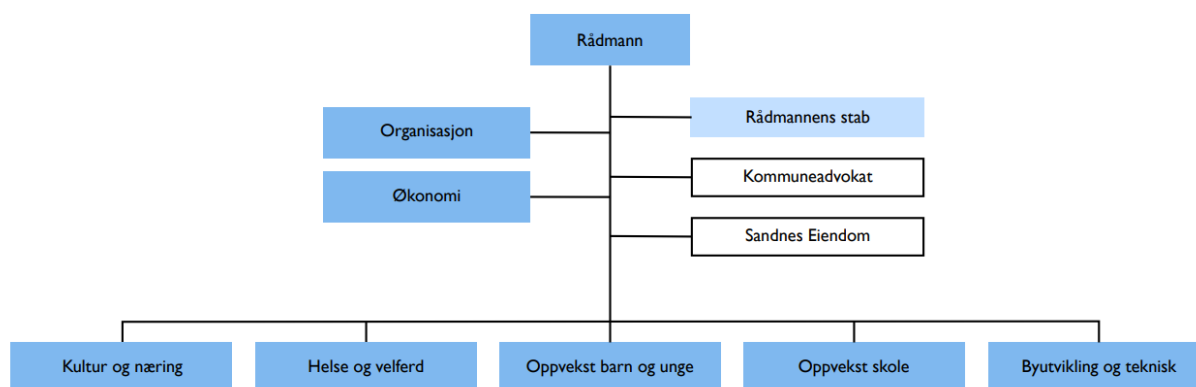 Rådmann
Rådmannens stab
Organisasjon
Kommuneadvokat
Økonomi
Sandnes Eiendom
Kultur og næring
Helse og velferd
Oppvekst barn og unge
Oppvekst skole
Byutvikling og teknisk